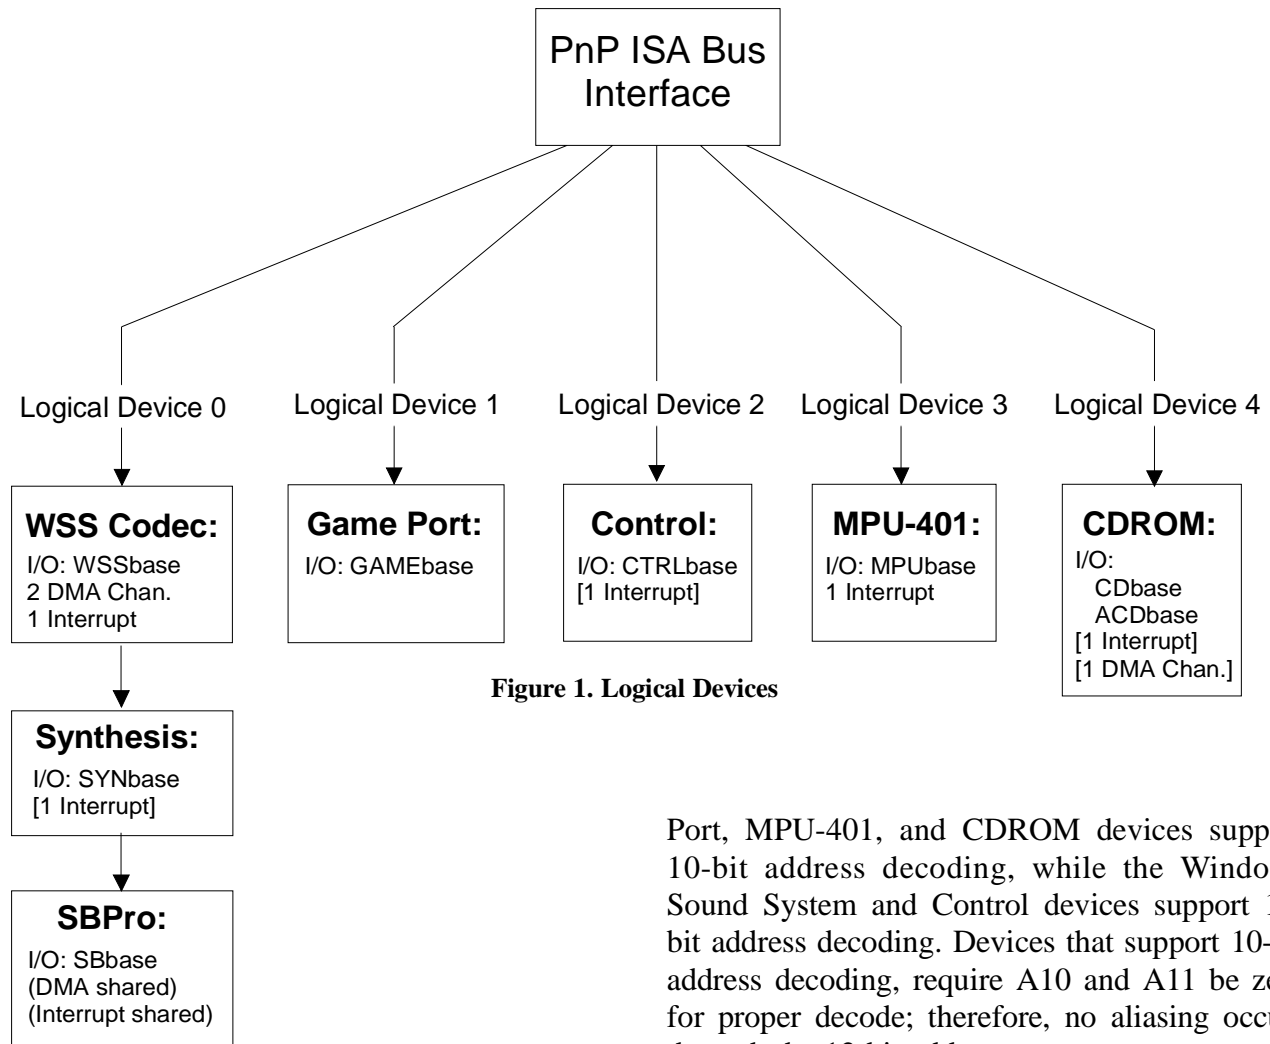 PnP ISA Bus
Interface
Logical Device 0
Logical Device 1
Logical Device 2
Logical Device 3
Logical Device 4
WSS Codec:
I/O: WSSbase
2 DMA Chan.
1 Interrupt
Game Port:
I/O: GAMEbase
Control:
I/O: CTRLbase
[1 Interrupt]
MPU-401:
I/O: MPUbase
1 Interrupt
CDROM:
I/O:
CDbase
ACDbase
[1 Interrupt]
[1 DMA Chan.]
Figure 1. Logical Devices
Synthesis:
I/O: SYNbase
[1 Interrupt]
SBPro:
I/O: SBbase
(DMA shared)
(Interrupt shared)
Port, MPU-401, and CDROM devices supp
10-bit address decoding, while the Windo
Sound System and Control devices support 1
bit address decoding. Devices that support 10-
address decoding, require A10 and A11 be ze
for proper decode; therefore, no aliasing occu